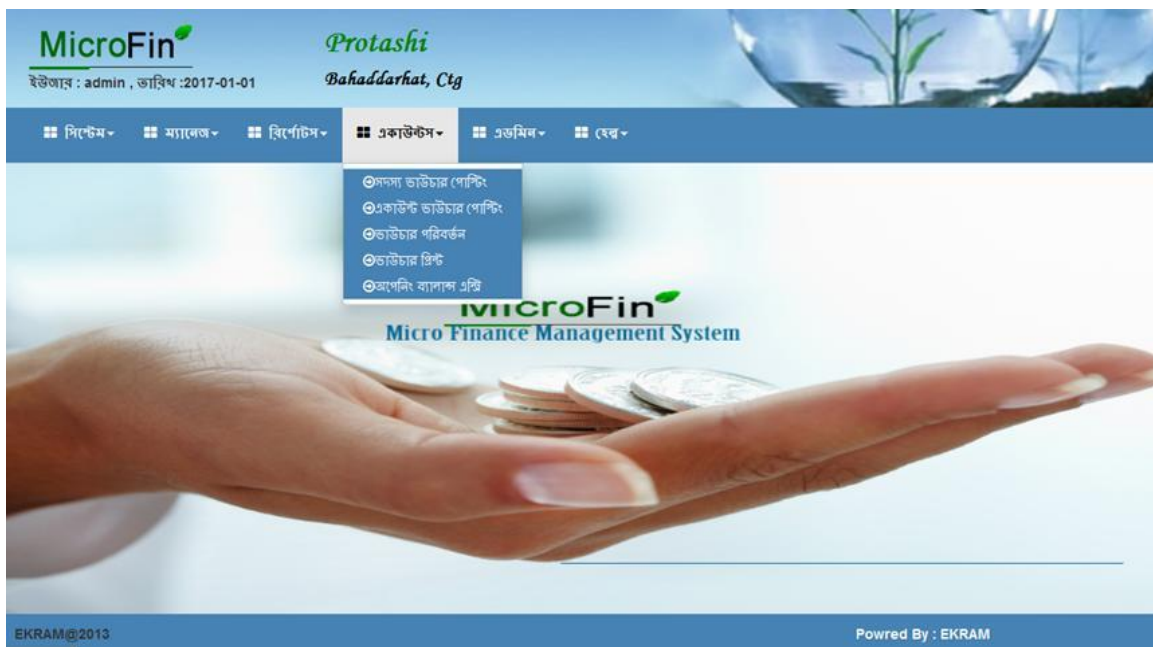 MicroFin
Protashi
ইউজার : admin , তারিখ :2017-01-01
Bahaddarhat, Ctg
সিস্টেম ম্যানেজ রির্পোটস একাউন্টস এডমিন হেল্প
সদস্য ভাউচার পোস্টিং
একাউন্ট ভাউচার পোস্টিং
ভাউচার পরিবর্তন
ভাউচার প্রিন্ট
অপেনিং ব্যালান্স এন্ট্রি
MicroFin
Micro Finance Management System
EKRAM@2013
Powred By : EKRAM